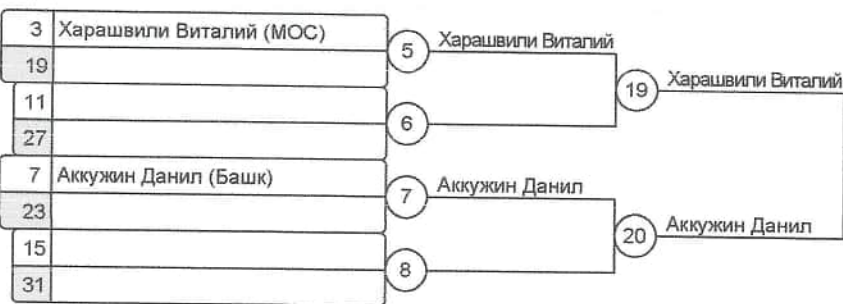 3 Харашвили Виталий (МОС)
19
11
27
7 Аккужин Данил (Башк)
23
15
31
5 Харашвили Виталий
6
7 Аккужин Данил
8
19 Харашвили Виталий
20 Аккужин Данил